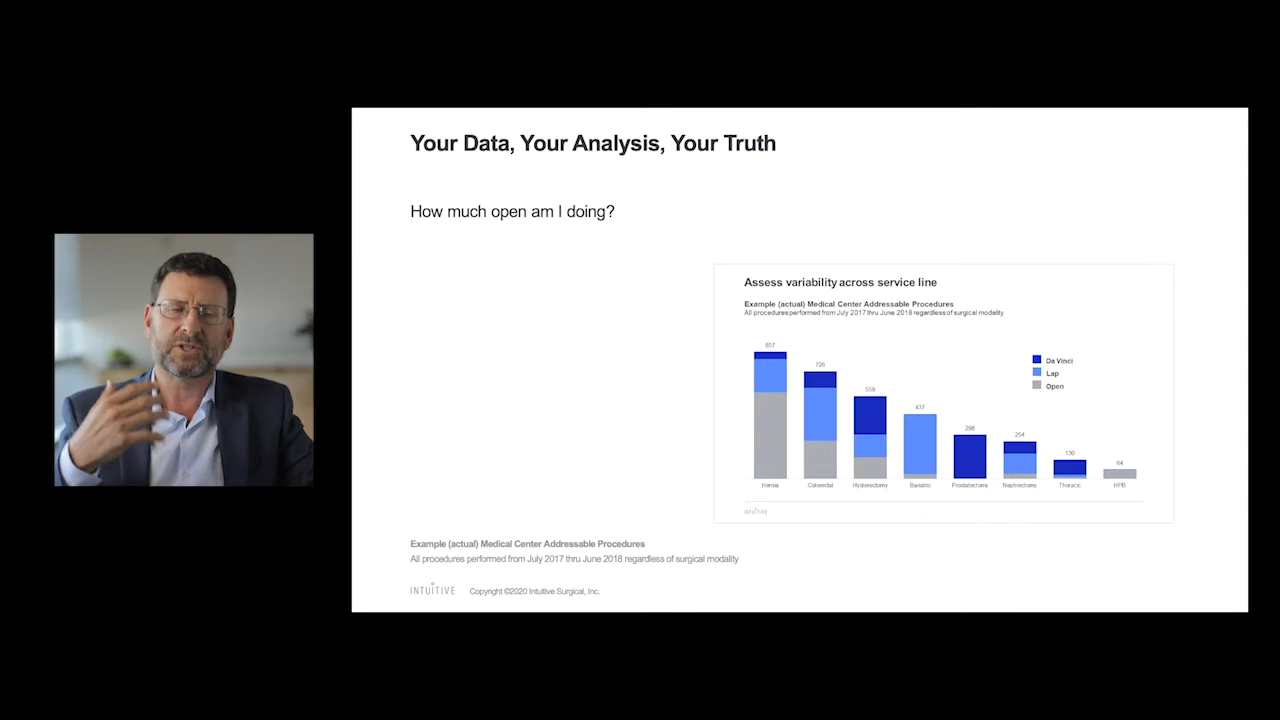 Your Data, Your Analysis, Your Truth
How much open am I doing?
Assess variability across service line
Example (actual) Medical Center Addressable Procedures
All procedures performed from July 2017 thru June 2018 regardless of surgical modality
857
726
559
437
298
254
130
64
Da Vinci
Lap
Open
Hernia Colorectal Hysterectomy Bariatric Prostatectomy Nephrectomy Thoracic HPB
INTUITIVE
Example (actual) Medical Center Addressable Procedures
All procedures performed from July 2017 thru June 2018 regardless of surgical modality
INTUITIVE Copyright ©2020 Intuitive Surgical, Inc.